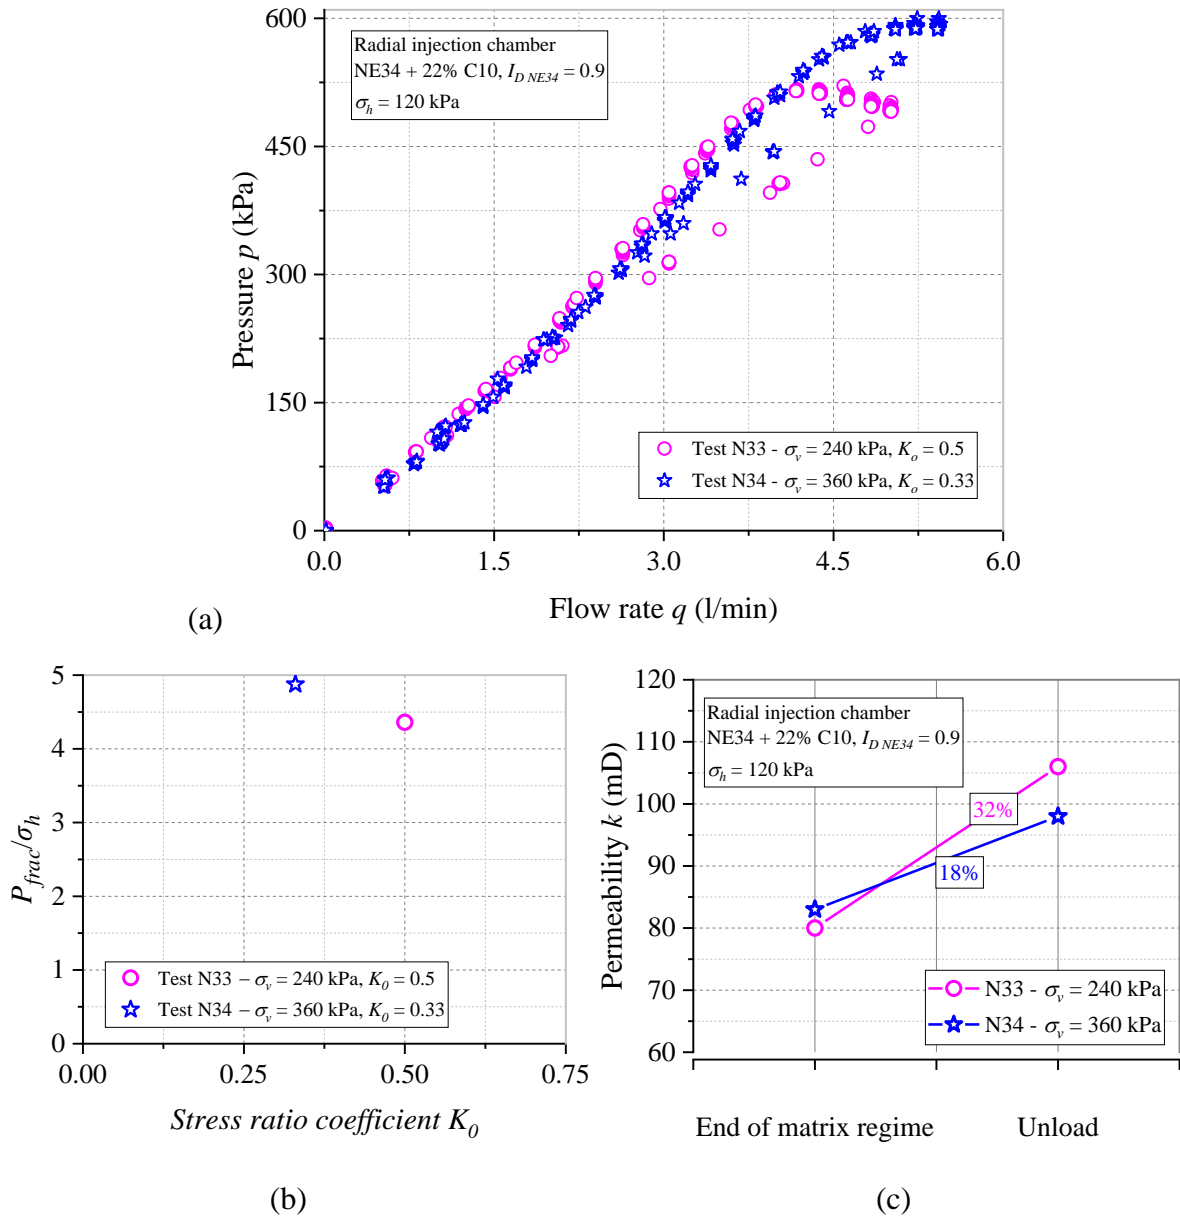 600
450
300
150
0
Pressure p (kPa)
Radial injection chamber
NE34 + 22% C10, I_D NE34 = 0.9
σ_h = 120 kPa
Test N33 - σ_v = 240 kPa, K_o = 0.5
Test N34 - σ_v = 360 kPa, K_o = 0.33
0.0 1.5 3.0 4.5 6.0
Flow rate q (l/min)
(a)
5
4
3
2
1
0
P_frac/σ_h
Test N33 – σ_v = 240 kPa, K_0 = 0.5
Test N34 – σ_v = 360 kPa, K_0 = 0.33
0.00 0.25 0.50 0.75
Stress ratio coefficient K_0
(b)
120
110
100
90
80
70
60
Permeability k (mD)
Radial injection chamber
NE34 + 22% C10, I_D NE34 = 0.9
σ_h = 120 kPa
32%
18%
N33 - σ_v = 240 kPa
N34 - σ_v = 360 kPa
End of matrix regime Unload
(c)